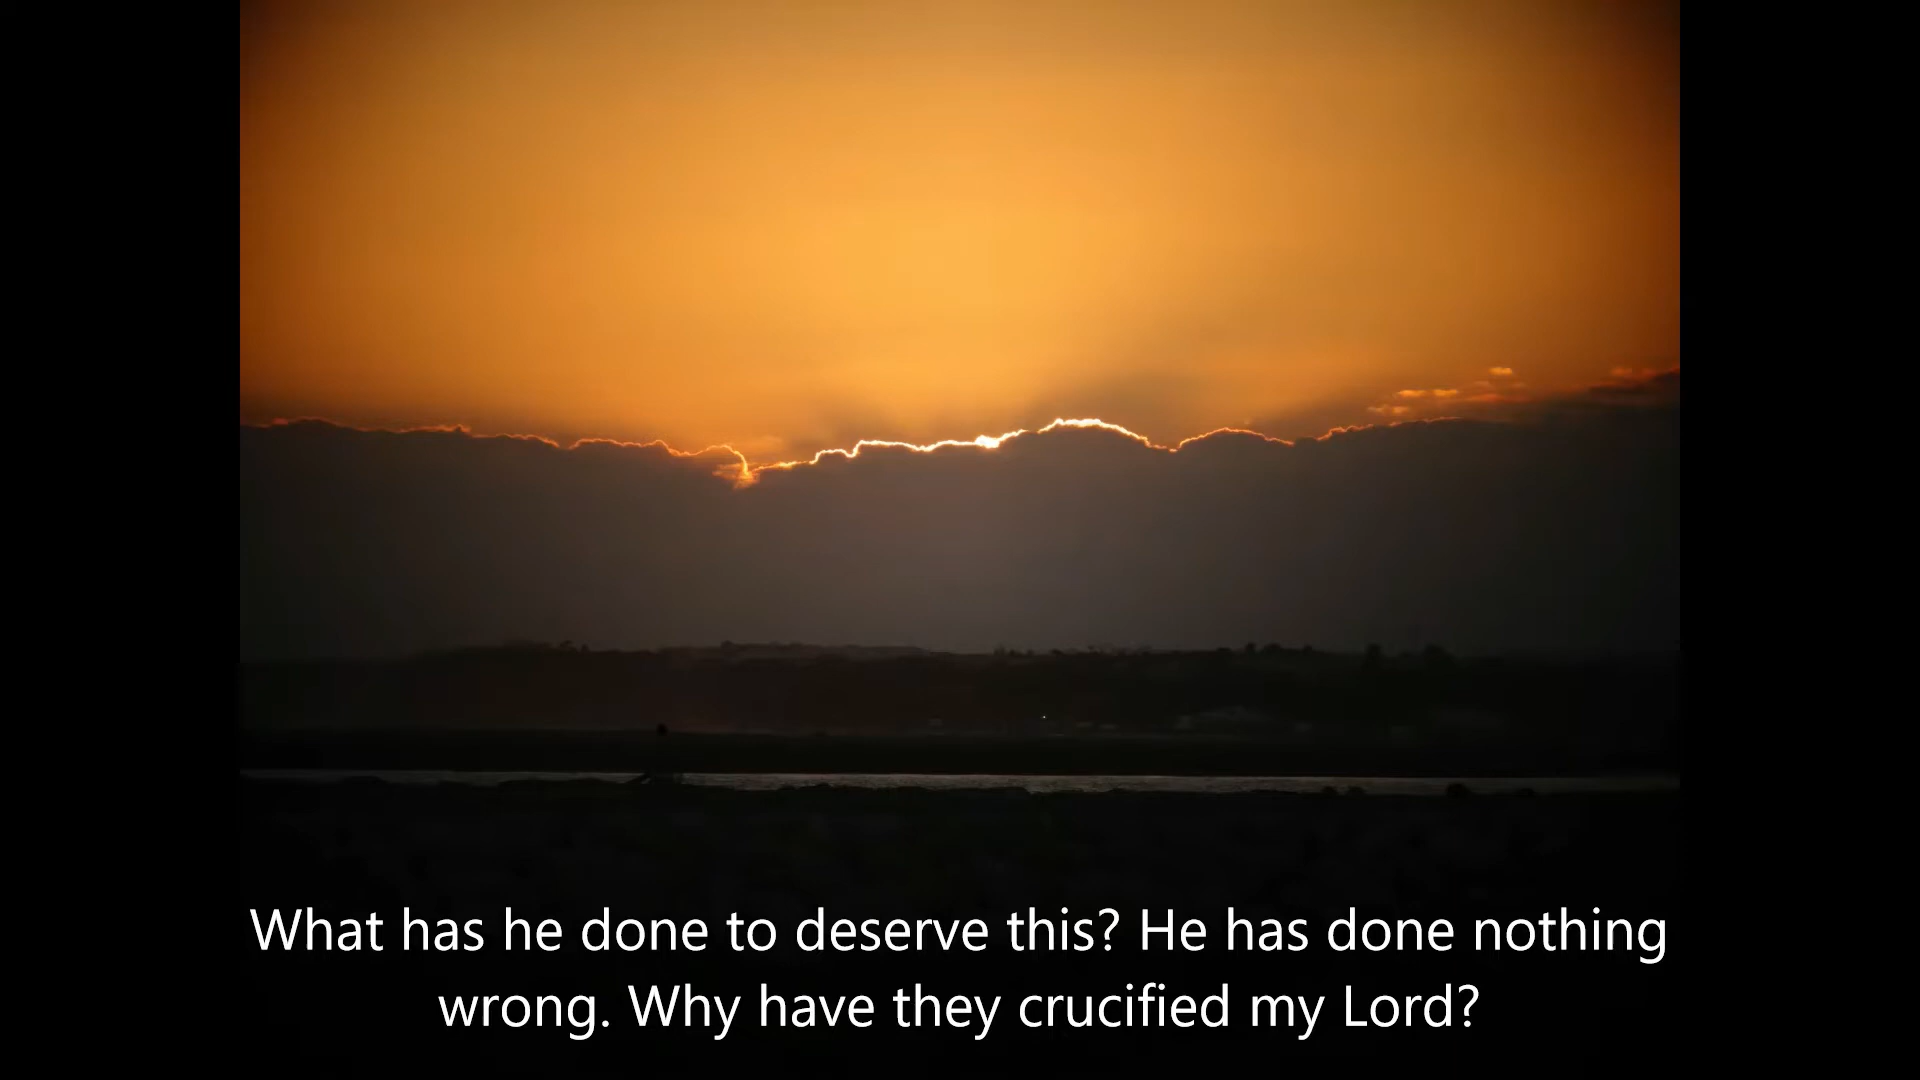 What has he done to deserve this? He has done nothing
wrong. Why have they crucified my Lord?